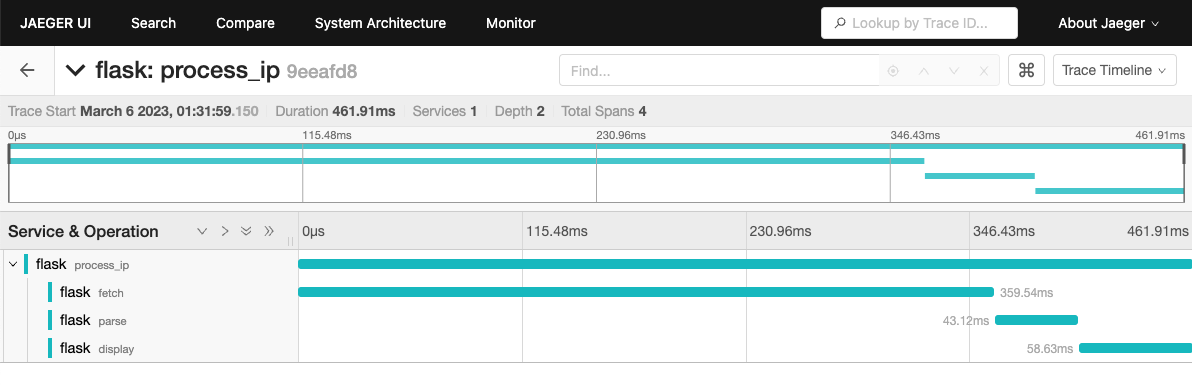 JAEGER UI Search Compare System Architecture Monitor Lookup by Trace ID... About Jaeger
flask: process_ip 9eeafd8 Find... ⌘ Trace Timeline
Trace Start March 6 2023, 01:31:59.150 Duration 461.91ms Services 1 Depth 2 Total Spans 4
0μs 115.48ms 230.96ms 346.43ms 461.91ms
Service & Operation 0μs 115.48ms 230.96ms 346.43ms 461.91ms
flask process_ip
flask fetch 359.54ms
flask parse 43.12ms
flask display 58.63ms